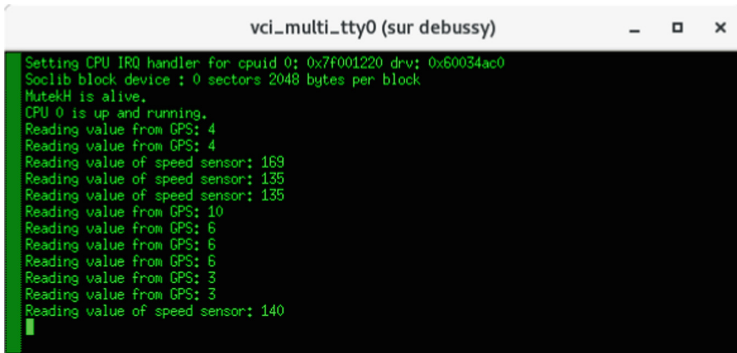 vci_multi_tty0 (sur debussy)
Setting CPU IRQ handler for cpuid 0: 0x7f001220 drv: 0x60034ac0
Soclib block device : 0 sectors 2048 bytes per block
MutekH is alive.
CPU 0 is up and running.
Reading value from GPS: 4
Reading value from GPS: 4
Reading value of speed sensor: 169
Reading value of speed sensor: 135
Reading value of speed sensor: 135
Reading value from GPS: 10
Reading value from GPS: 6
Reading value from GPS: 6
Reading value from GPS: 6
Reading value from GPS: 3
Reading value from GPS: 3
Reading value of speed sensor: 140